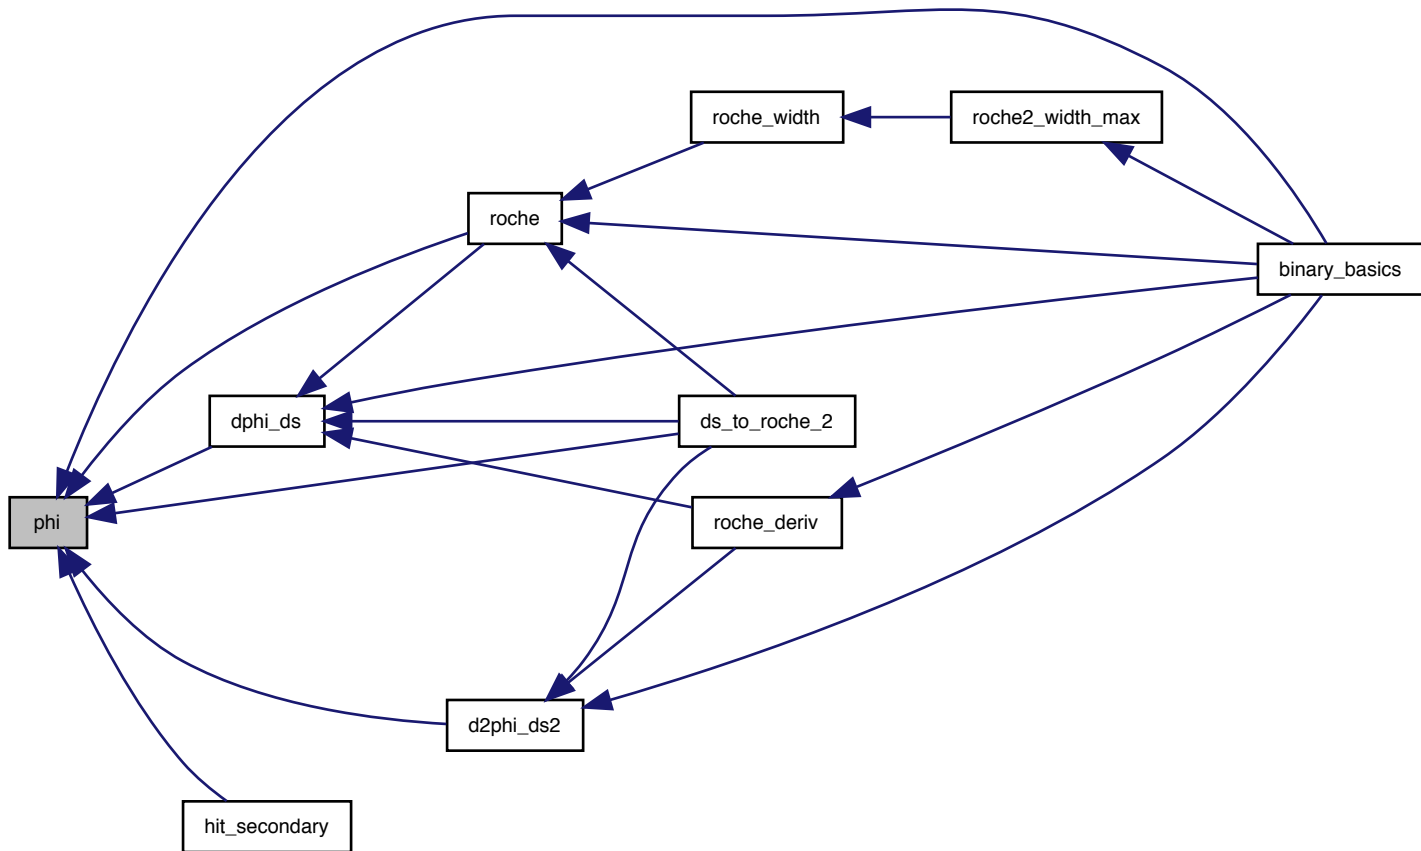 roche_width
roche2_width_max
roche
binary_basics
dphi_ds
ds_to_roche_2
phi
roche_deriv
d2phi_ds2
hit_secondary